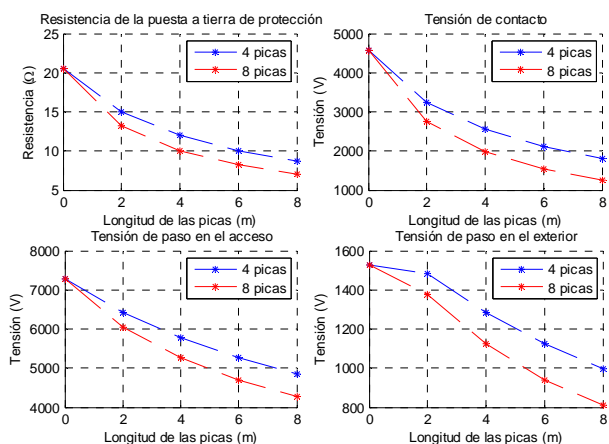 Resistencia de la puesta a tierra de protección
25
20
15
10
5
Resistencia (Ω)
4 picas
8 picas
0 2 4 6 8
Longitud de las picas (m)
Tensión de contacto
5000
4000
3000
2000
1000
Tensión (V)
4 picas
8 picas
0 2 4 6 8
Longitud de las picas (m)
Tensión de paso en el acceso
8000
7000
6000
5000
4000
Tensión (V)
4 picas
8 picas
0 2 4 6 8
Longitud de las picas (m)
Tensión de paso en el exterior
1600
1400
1200
1000
800
Tensión (V)
4 picas
8 picas
0 2 4 6 8
Longitud de las picas (m)